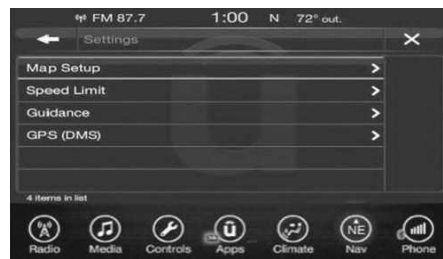 FM 87.7 1:00 N 72° out.
Settings
Map Setup
Speed Limit
Guidance
GPS (DMS)
4 items in list
NE
Radio Media Controls Apps Climate Nav Phone